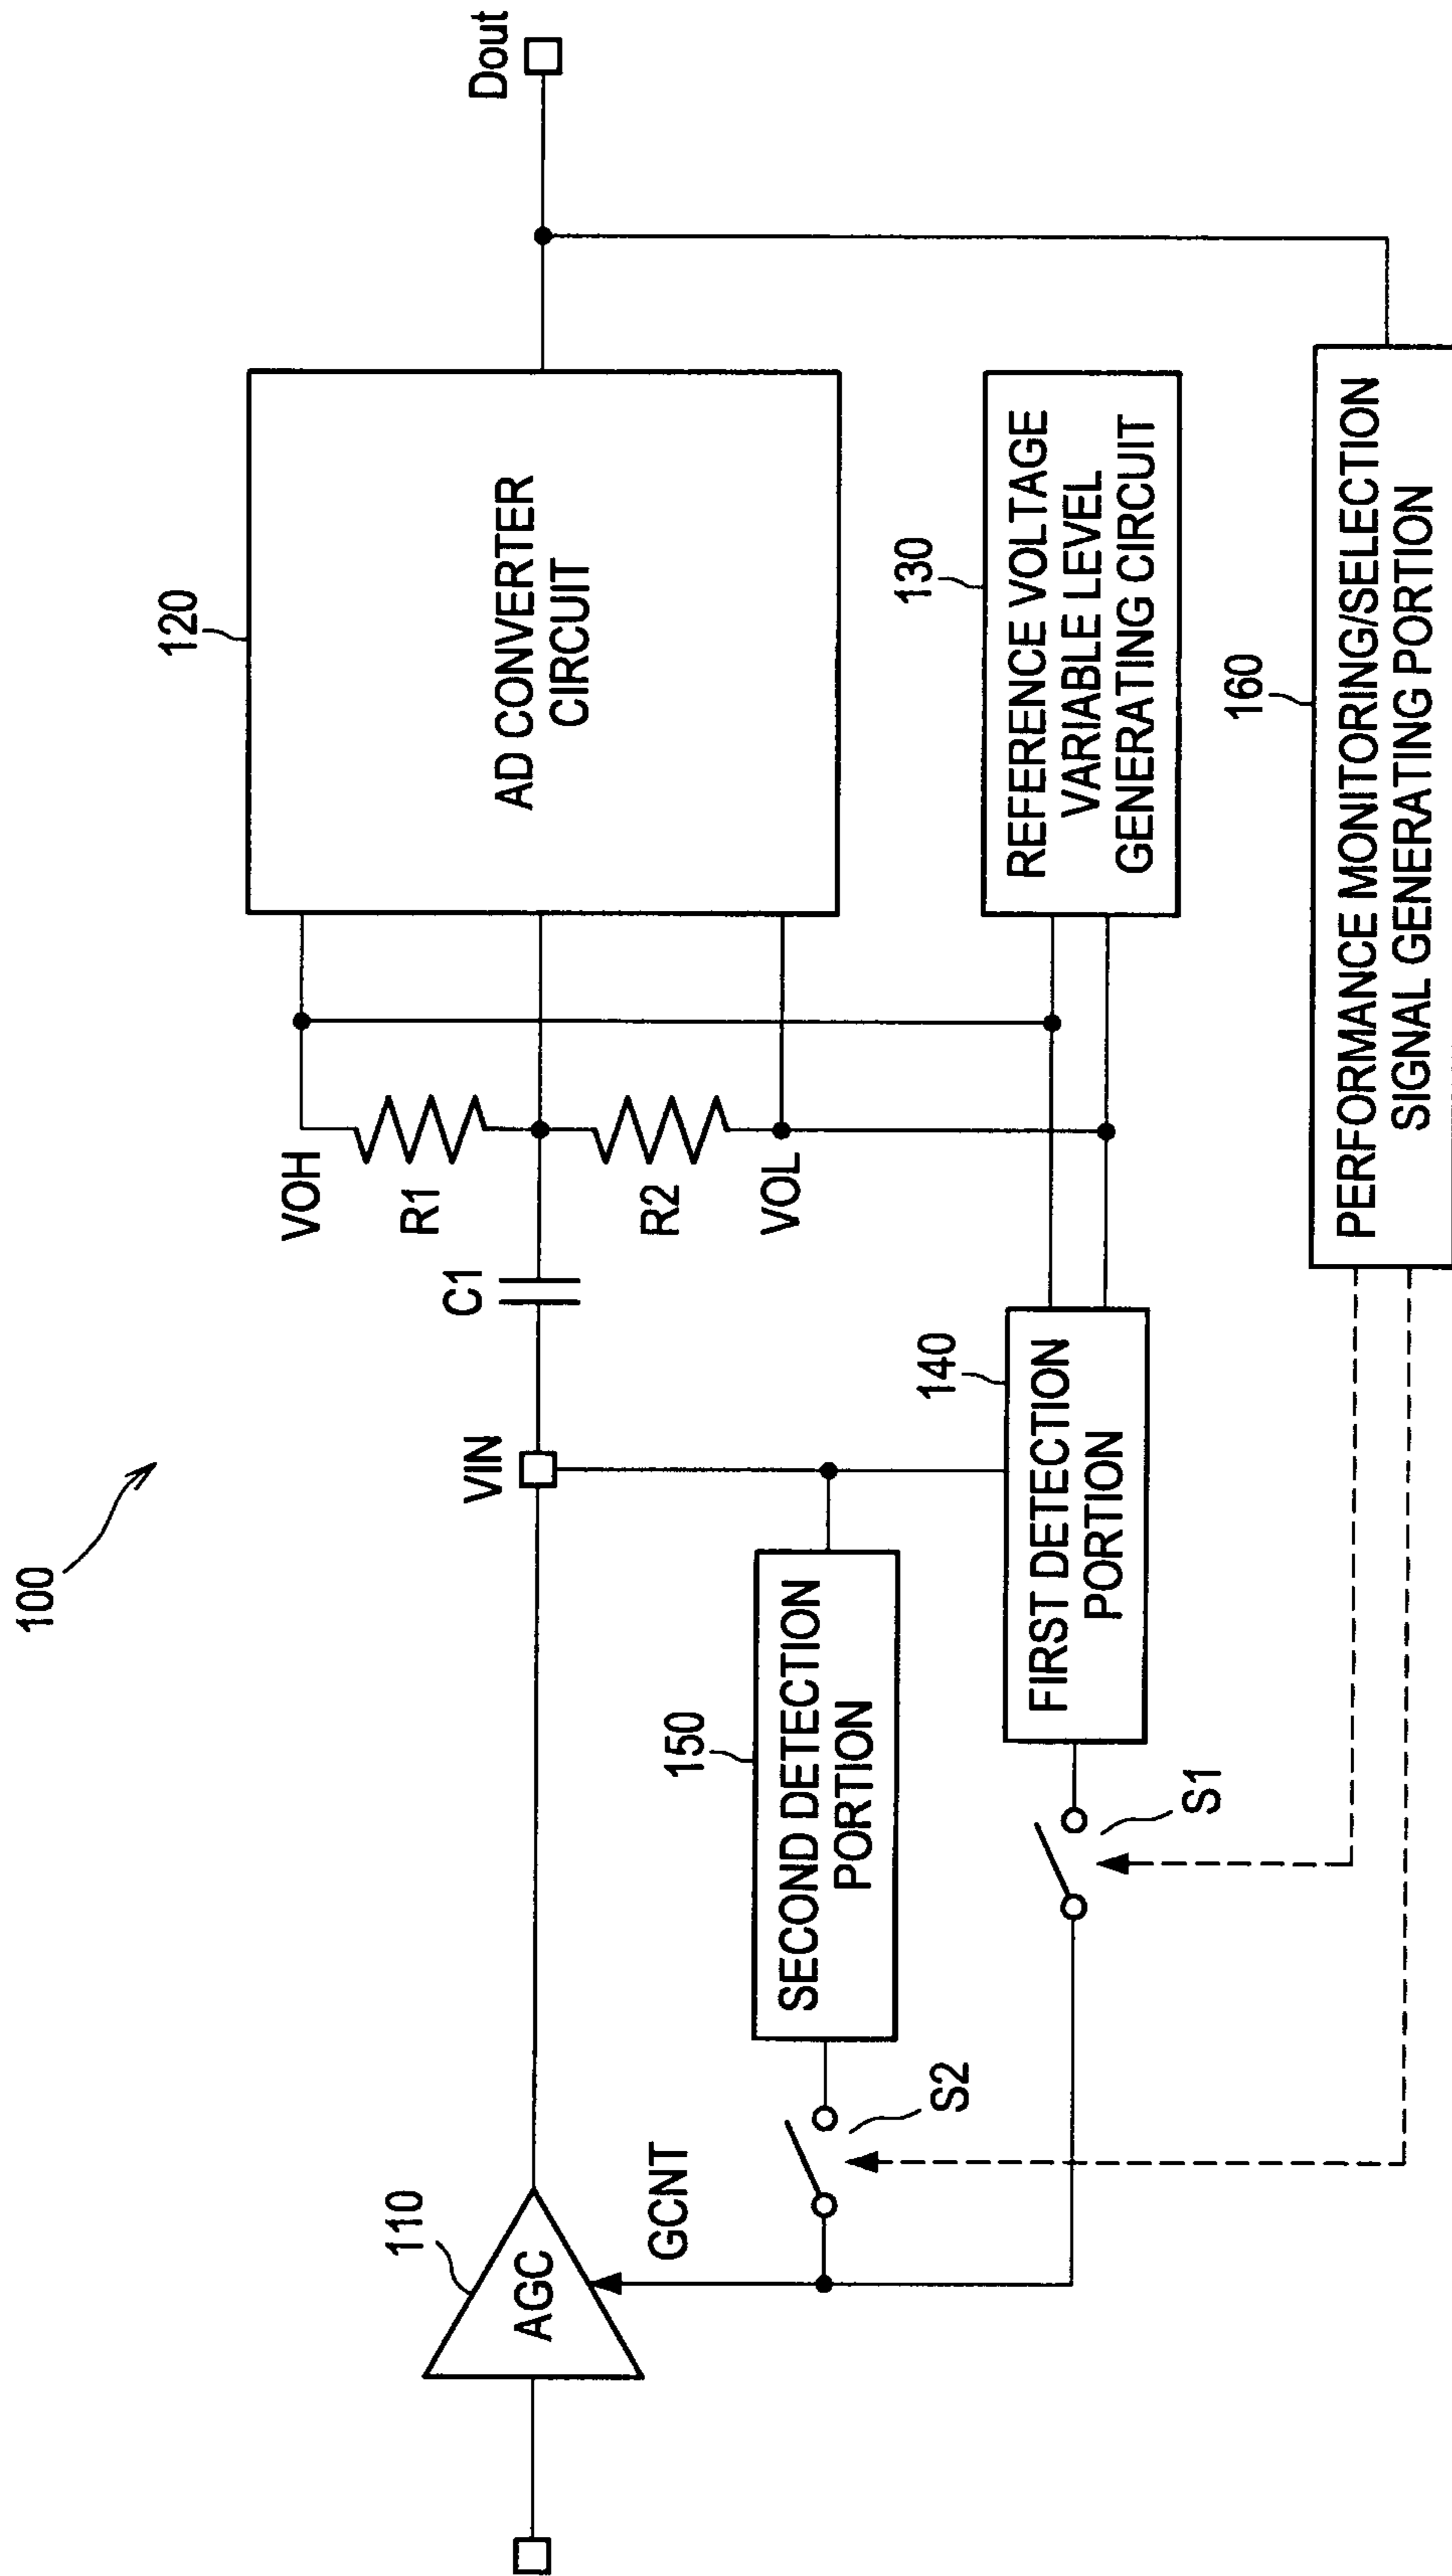 100
120
AD CONVERTER
CIRCUIT
Dout
VOH
R1
R2
VOL
C1
VIN
110
AGC
GCNT
150
SECOND DETECTION
PORTION
S2
140
FIRST DETECTION
PORTION
S1
130
REFERENCE VOLTAGE
VARIABLE LEVEL
GENERATING CIRCUIT
160
PERFORMANCE MONITORING/SELECTION
SIGNAL GENERATING PORTION